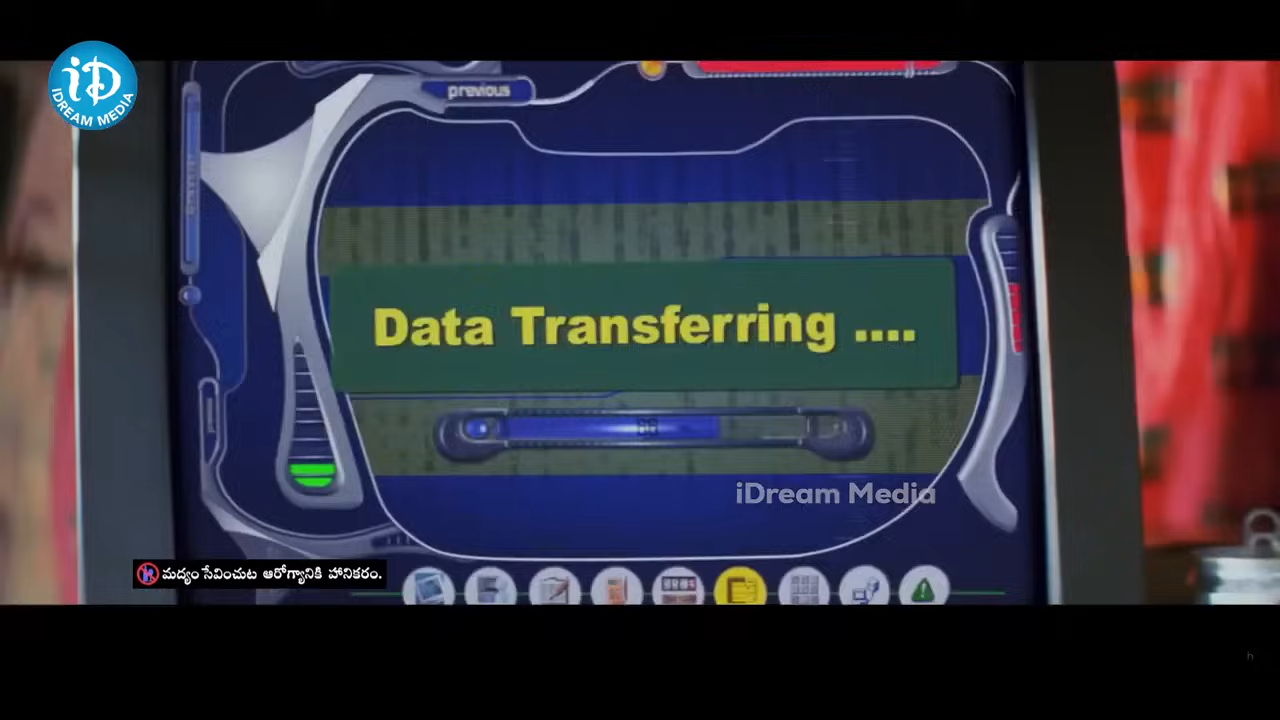 iD
IDREAM MEDIA
previous
Data Transferring ....
iDream Media
మద్యం సేవించుట ఆరోగ్యానికి హానికరం.